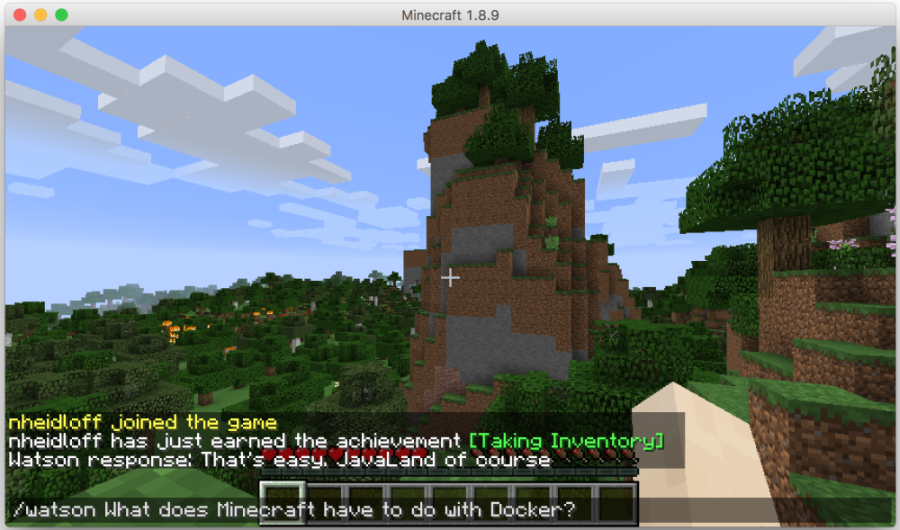 Minecraft 1.8.9
nheidloff joined the game
nheidloff has just earned the achievement [Taking Inventory]
Watson response: That's easy. JavaLand of course
/watson What does Minecraft have to do with Docker?